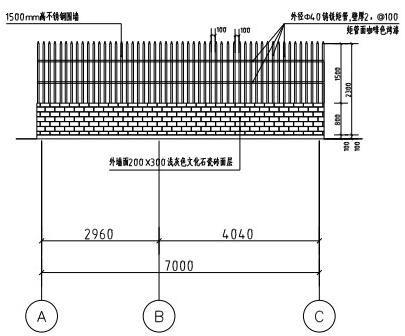 1500mm高不锈钢围墙
100
100
外径Φ40铸铁矩管,壁厚2，@100
矩管面咖啡色烤漆
1500
2300
800
100
100
外墙面200X300浅灰色文化石瓷砖面层
2960
4040
7000
A
B
C